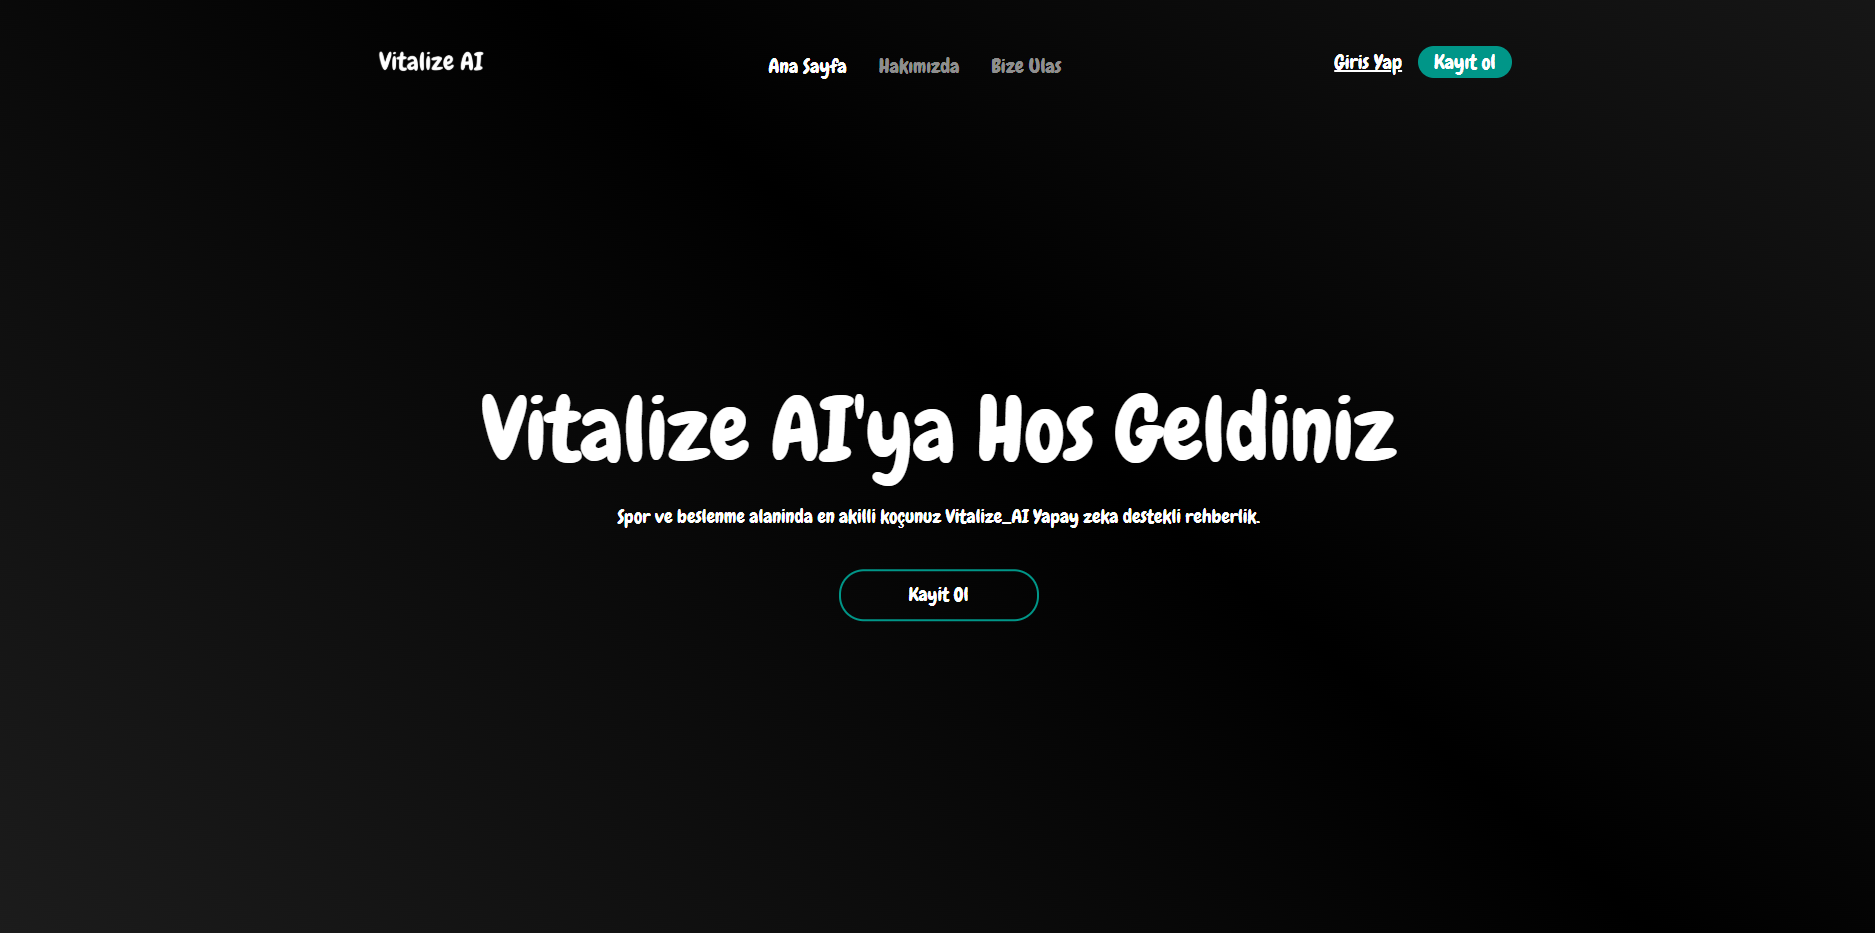 Vitalize AI
Ana Sayfa Hakımızda Bize Ulas
Giris Yap Kayıt ol
Vitalize AI'ya Hos Geldiniz
Spor ve beslenme alaninda en akilli koçunuz Vitalize_AI Yapay zeka destekli rehberlik.
Kayit Ol